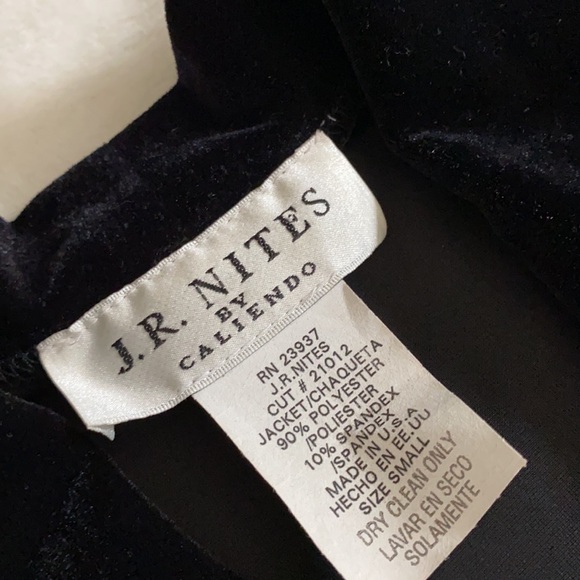 J.R. NITES
BY
CALIENDO
RN 23937
J.R.NITES
CUT # 21012
JACKET/CHAQUETA
90% POLYESTER
/POLIESTER
10% SPANDEX
/SPANDEX
MADE IN U.S.A
HECHO EN EE.UU
SIZE SMALL
DRY CLEAN ONLY
LAVAR EN SECO
SOLAMENTE